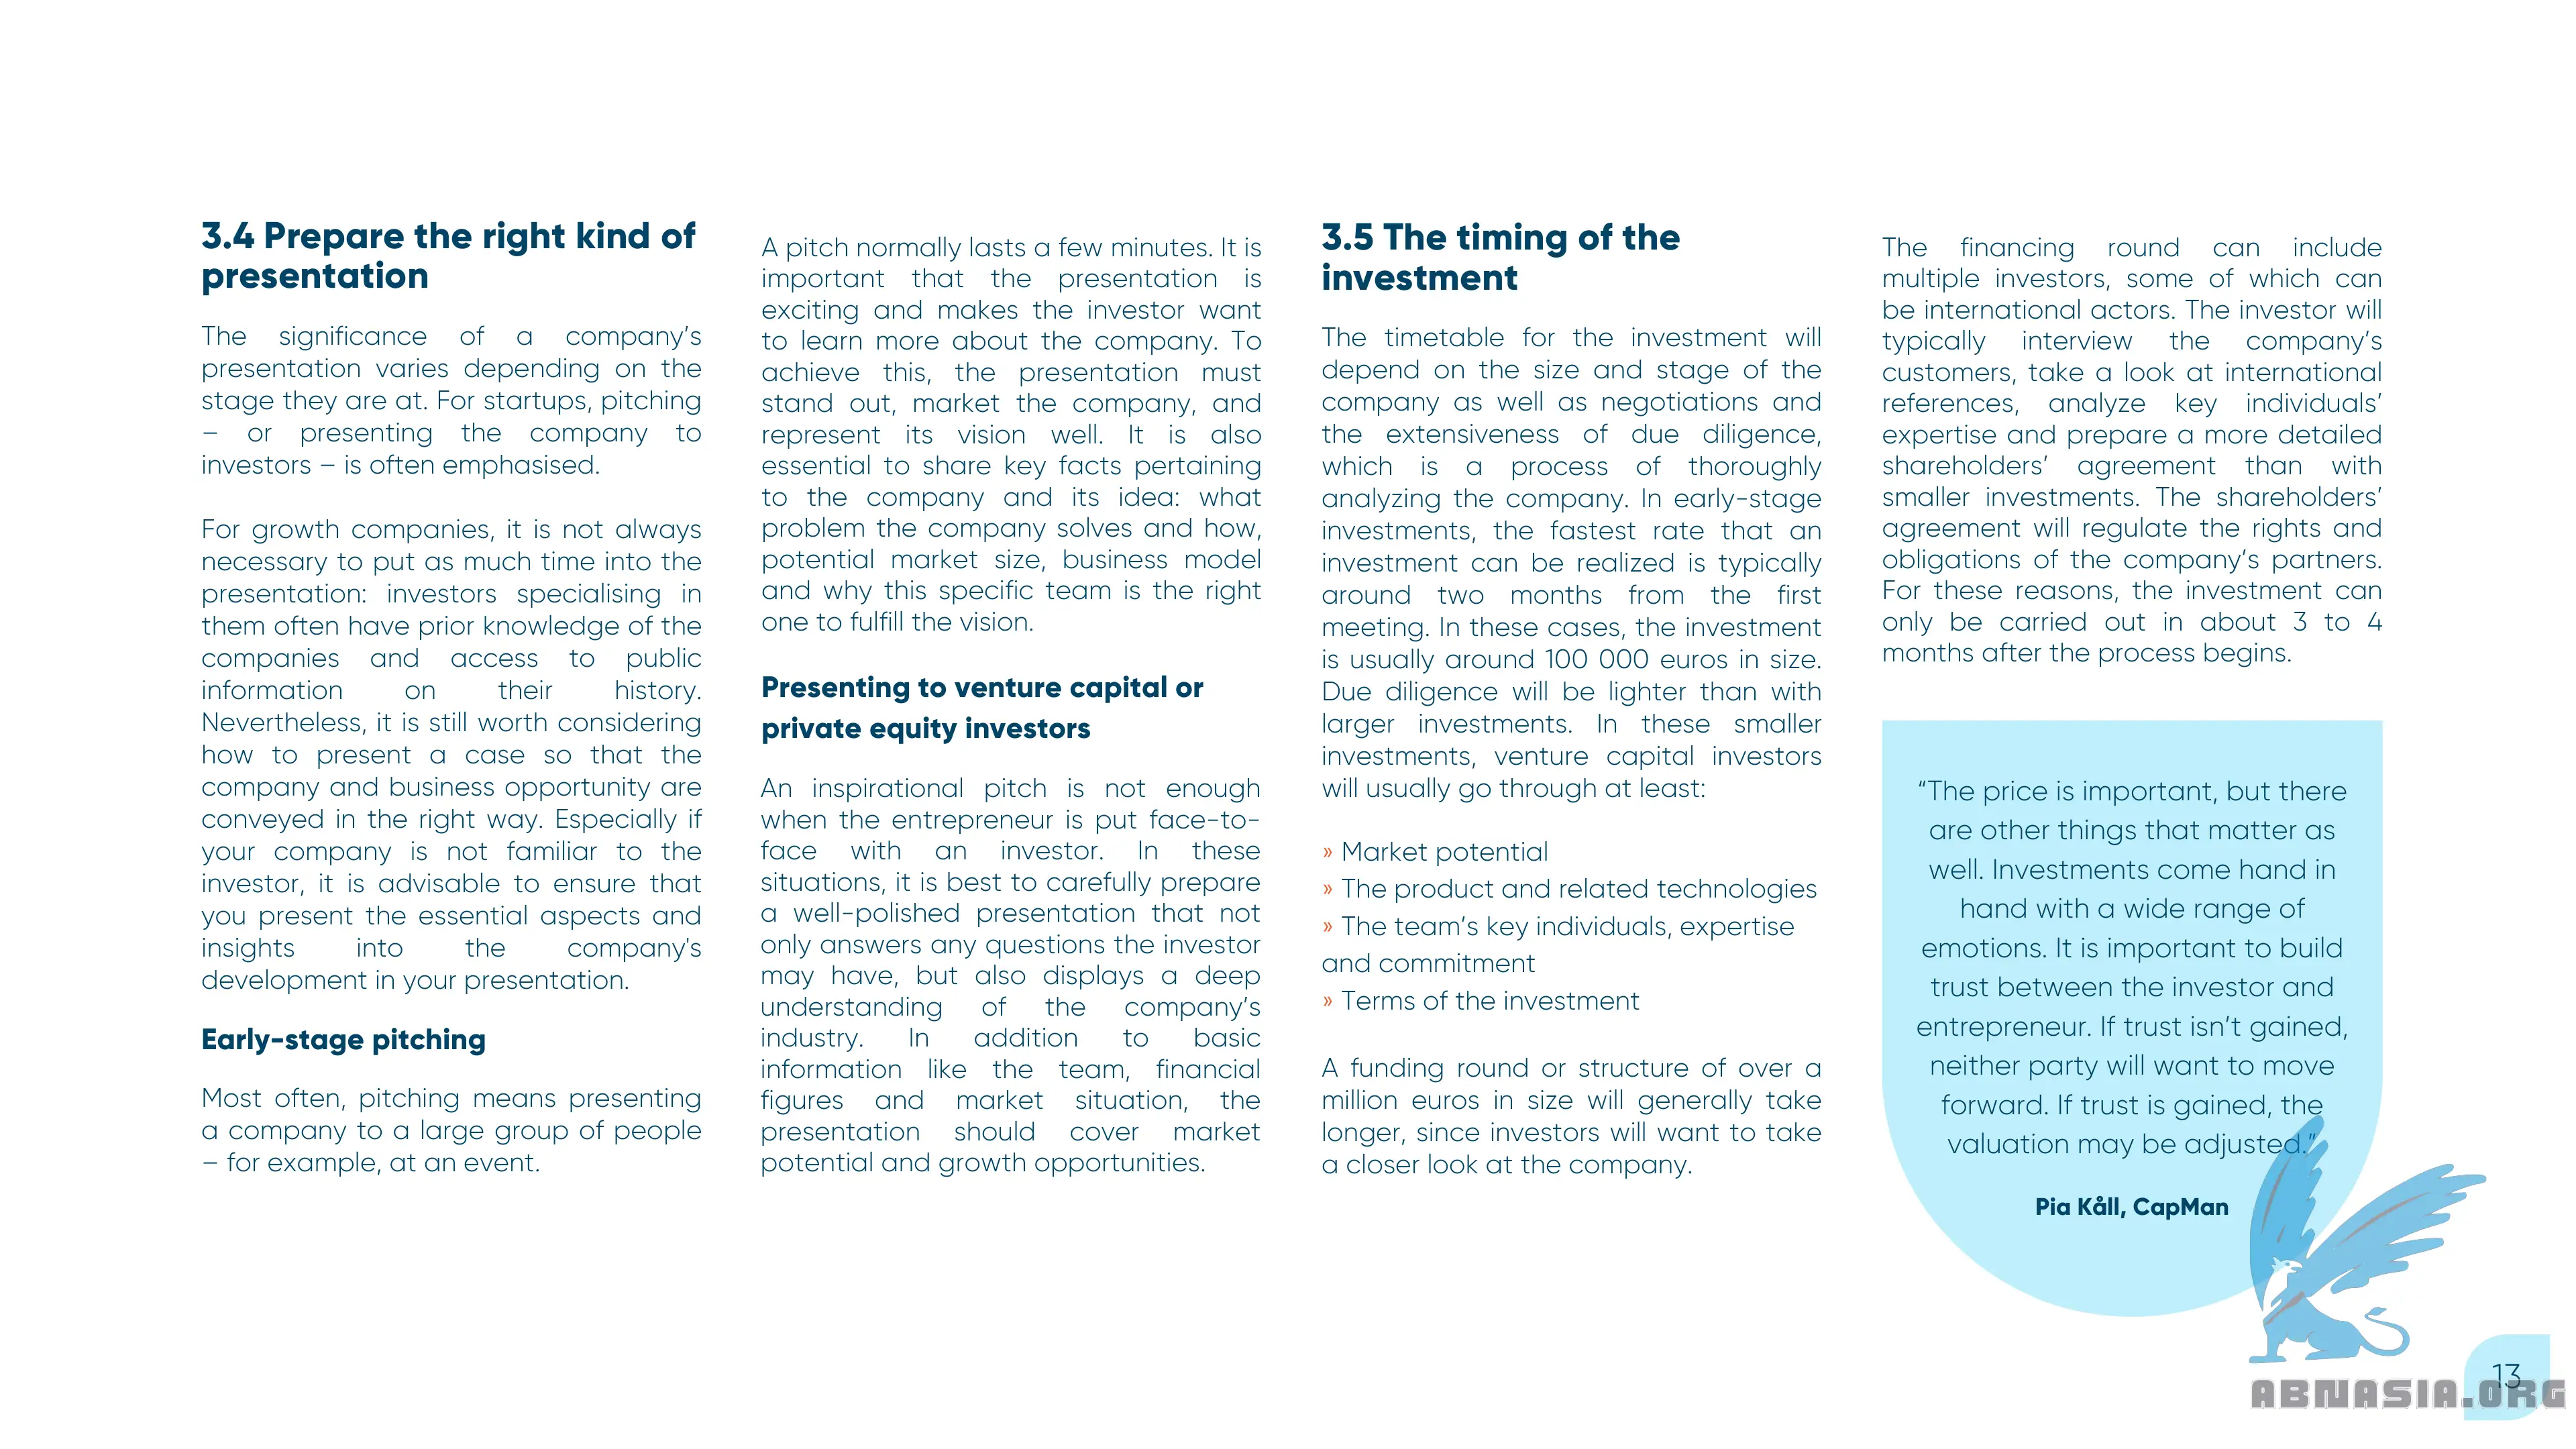 3.4 Prepare the right kind of
presentation
The significance of a company's
presentation varies depending on the
stage they are at. For startups, pitching
– or presenting the company to
investors – is often emphasised.
For growth companies, it is not always
necessary to put as much time into the
presentation: investors specialising in
them often have prior knowledge of the
companies and access to public
information on their history.
Nevertheless, it is still worth considering
how to present a case so that the
company and business opportunity are
conveyed in the right way. Especially if
your company is not familiar to the
investor, it is advisable to ensure that
you present the essential aspects and
insights into the company's
development in your presentation.
Early-stage pitching
Most often, pitching means presenting
a company to a large group of people
– for example, at an event.
A pitch normally lasts a few minutes. It is
important that the presentation is
exciting and makes the investor want
to learn more about the company. To
achieve this, the presentation must
stand out, market the company, and
represent its vision well. It is also
essential to share key facts pertaining
to the company and its idea: what
problem the company solves and how,
potential market size, business model
and why this specific team is the right
one to fulfill the vision.
Presenting to venture capital or
private equity investors
An inspirational pitch is not enough
when the entrepreneur is put face-to-
face with an investor. In these
situations, it is best to carefully prepare
a well-polished presentation that not
only answers any questions the investor
may have, but also displays a deep
understanding of the company's
industry. In addition to basic
information like the team, financial
figures and market situation, the
presentation should cover market
potential and growth opportunities.
3.5 The timing of the
investment
The timetable for the investment will
depend on the size and stage of the
company as well as negotiations and
the extensiveness of due diligence,
which is a process of thoroughly
analyzing the company. In early-stage
investments, the fastest rate that an
investment can be realized is typically
around two months from the first
meeting. In these cases, the investment
is usually around 100 000 euros in size.
Due diligence will be lighter than with
larger investments. In these smaller
investments, venture capital investors
will usually go through at least:
» Market potential
» The product and related technologies
» The team's key individuals, expertise
and commitment
» Terms of the investment
A funding round or structure of over a
million euros in size will generally take
longer, since investors will want to take
a closer look at the company.
The financing round can include
multiple investors, some of which can
be international actors. The investor will
typically interview the company's
customers, take a look at international
references, analyze key individuals'
expertise and prepare a more detailed
shareholders' agreement than with
smaller investments. The shareholders'
agreement will regulate the rights and
obligations of the company's partners.
For these reasons, the investment can
only be carried out in about 3 to 4
months after the process begins.
“The price is important, but there
are other things that matter as
well. Investments come hand in
hand with a wide range of
emotions. It is important to build
trust between the investor and
entrepreneur. If trust isn't gained,
neither party will want to move
forward. If trust is gained, the
valuation may be adjusted.”
Pia Kåll, CapMan
13
ABNASIA.ORG